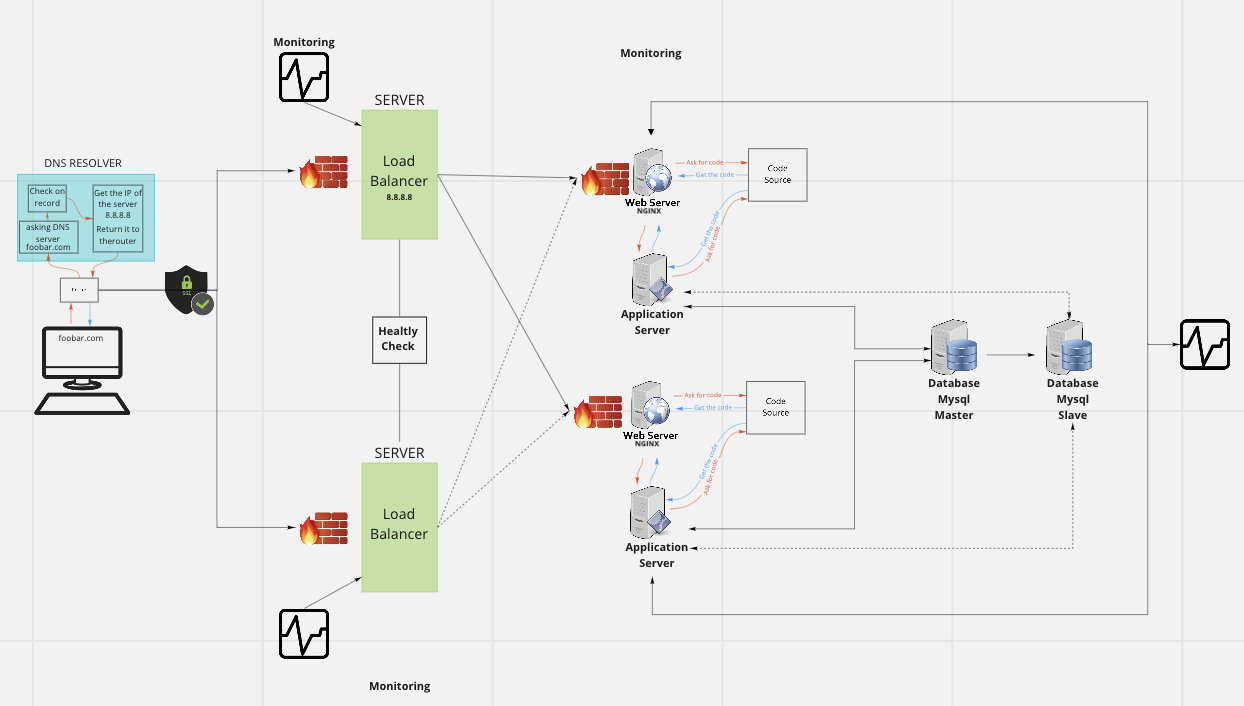 Monitoring
Monitoring
SERVER
Load
Balancer
8.8.8.8
DNS RESOLVER
Check on
record
Get the IP of
the server
8.8.8.8
Return it to
therouter
asking DNS
server
foobar.com
SSL
foobar.com
Healtly
Check
SERVER
Load
Balancer
Monitoring
Web Server
NGINX
Ask for code
Get the code
Code
Source
Get the code
Ask for code
Application
Server
Web Server
NGINX
Ask for code
Get the code
Code
Source
Get the code
Ask for code
Application
Server
Database
Mysql
Master
Database
Mysql
Slave